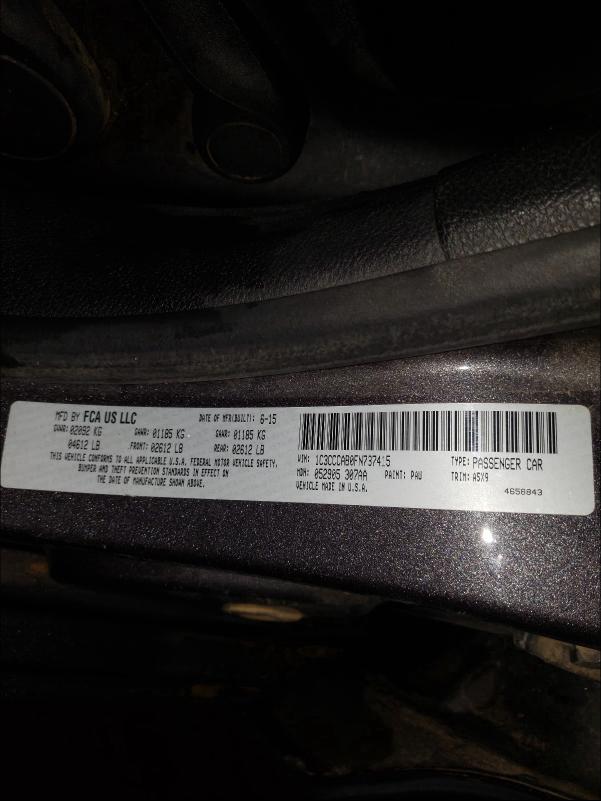 MFD BY FCA US LLC DATE OF MFR(BUILT): 6-15
GVWR: 02092 KG GAWR: 01185 KG GAWR: 01185 KG
04612 LB FRONT: 02612 LB REAR: 02612 LB
THIS VEHICLE CONFORMS TO ALL APPLICABLE U.S.A. FEDERAL MOTOR VEHICLE SAFETY,
BUMPER AND THEFT PREVENTION STANDARDS IN EFFECT ON
THE DATE OF MANUFACTURE SHOWN ABOVE.
VIN: 1C3CCCAB0FN737415 TYPE: PASSENGER CAR
MDH: 052905 307AA PAINT: PAU TRIM: A5X9
VEHICLE MADE IN U.S.A. 4656843